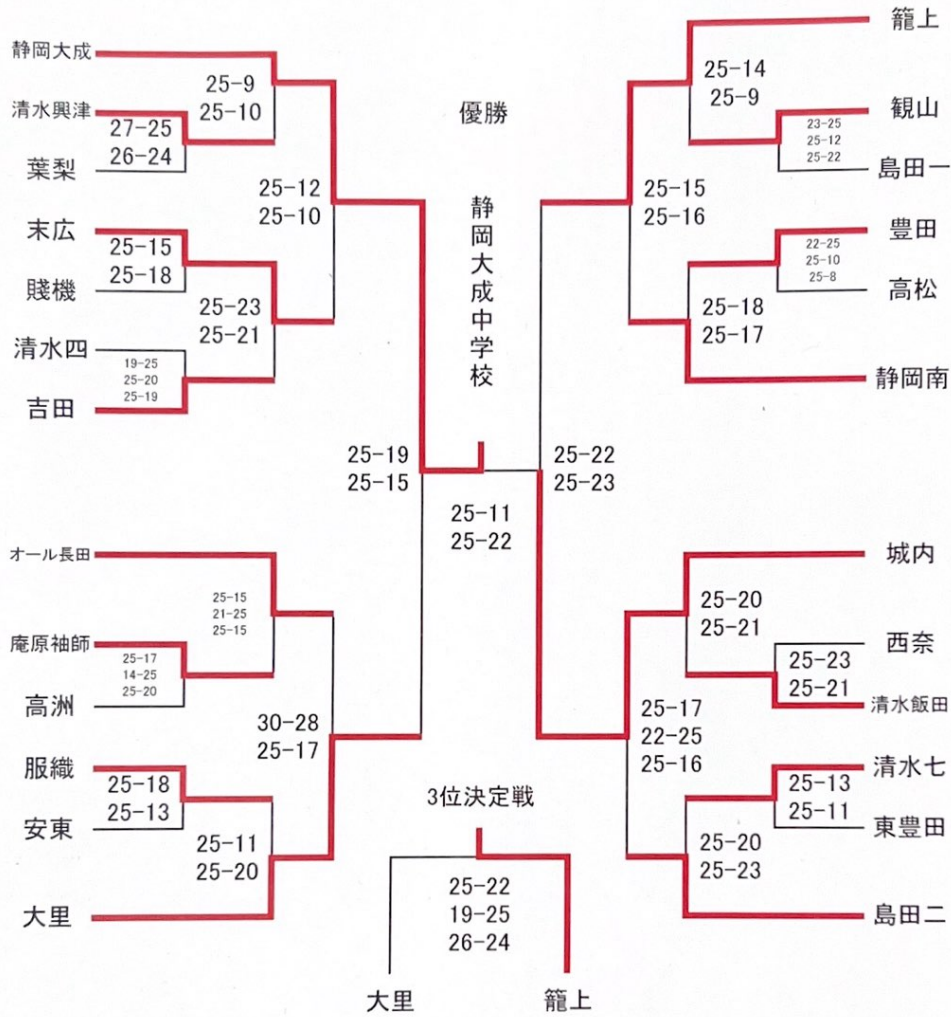 静岡大成
清水興津
葉梨
末広
賤機
清水四
吉田
25-9
25-10
27-25
26-24
25-15
25-18
25-23
25-21
19-25
25-20
25-19
25-12
25-10
オール長田
庵原袖師
高洲
服織
安東
大里
25-15
21-25
25-15
25-17
14-25
25-20
25-18
25-13
25-11
25-20
30-28
25-17
25-19
25-15
優勝
静岡大成中学校
25-11
25-22
籠上
観山
島田一
豊田
高松
静岡南
25-14
25-9
23-25
25-12
25-22
22-25
25-10
25-8
25-18
25-17
25-15
25-16
25-22
25-23
城内
西奈
清水飯田
清水七
東豊田
島田二
25-20
25-21
25-23
25-21
25-13
25-11
25-20
25-23
25-17
22-25
25-16
3位決定戦
25-22
19-25
26-24
大里
籠上